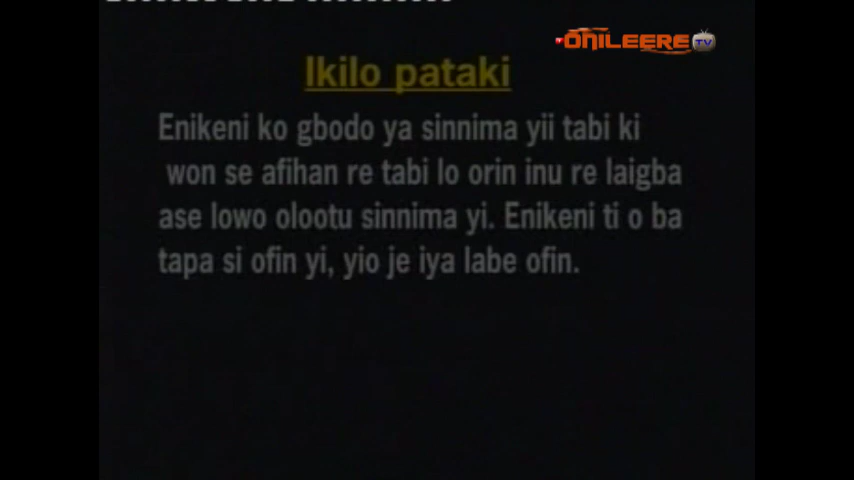 ONILEERE TV
Ikilo pataki
Enikeni ko gbodo ya sinnima yii tabi ki
won se afihan re tabi lo orin inu re laigba
ase lowo olootu sinnima yi. Enikeni ti o ba
tapa si ofin yi, yio je iya labe ofin.